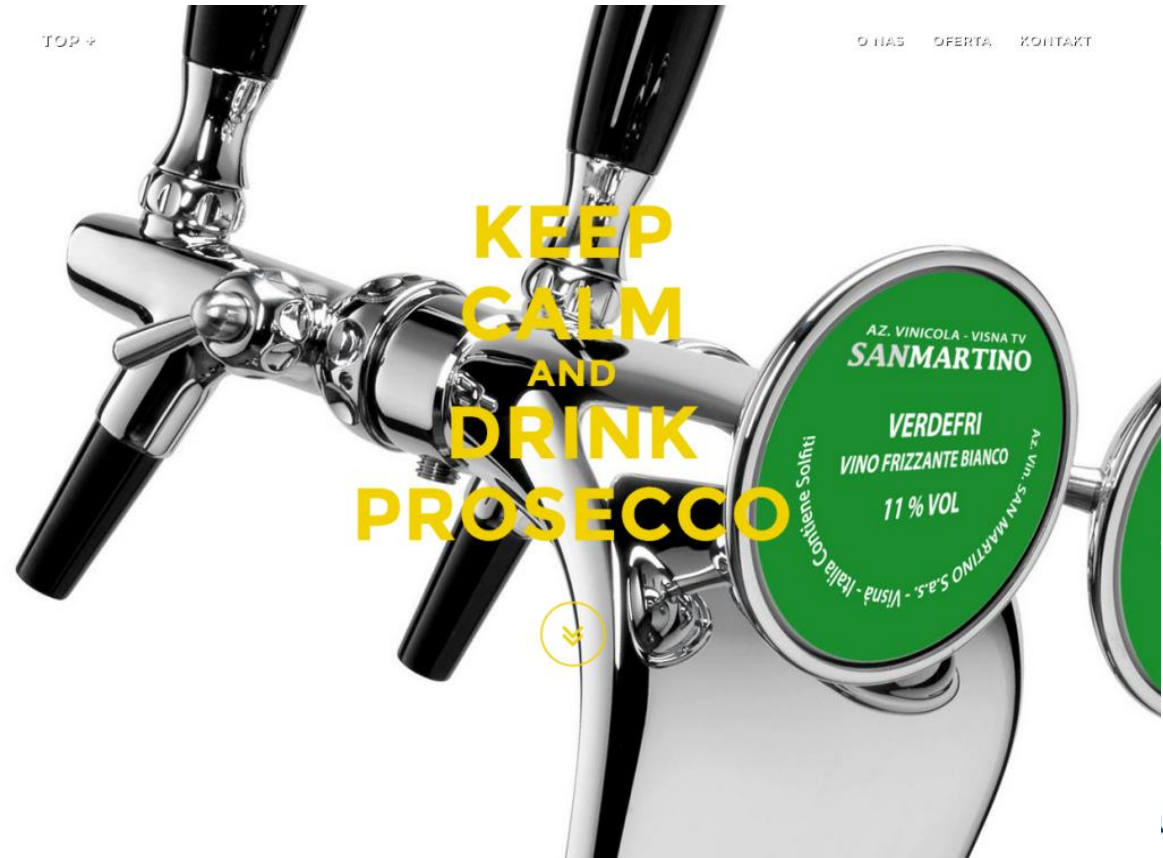 TOP +
O NAS OFERTA KONTAKT
KEEP
CALM
AND
DRINK
PROSECCO
AZ. VINICOLA - VISNA TV
SANMARTINO
VERDEFRI
VINO FRIZZANTE BIANCO
11 % VOL
Az. Vin. SAN MARTINO S.a.s. - Visnà - Italia Contiene Solfiti